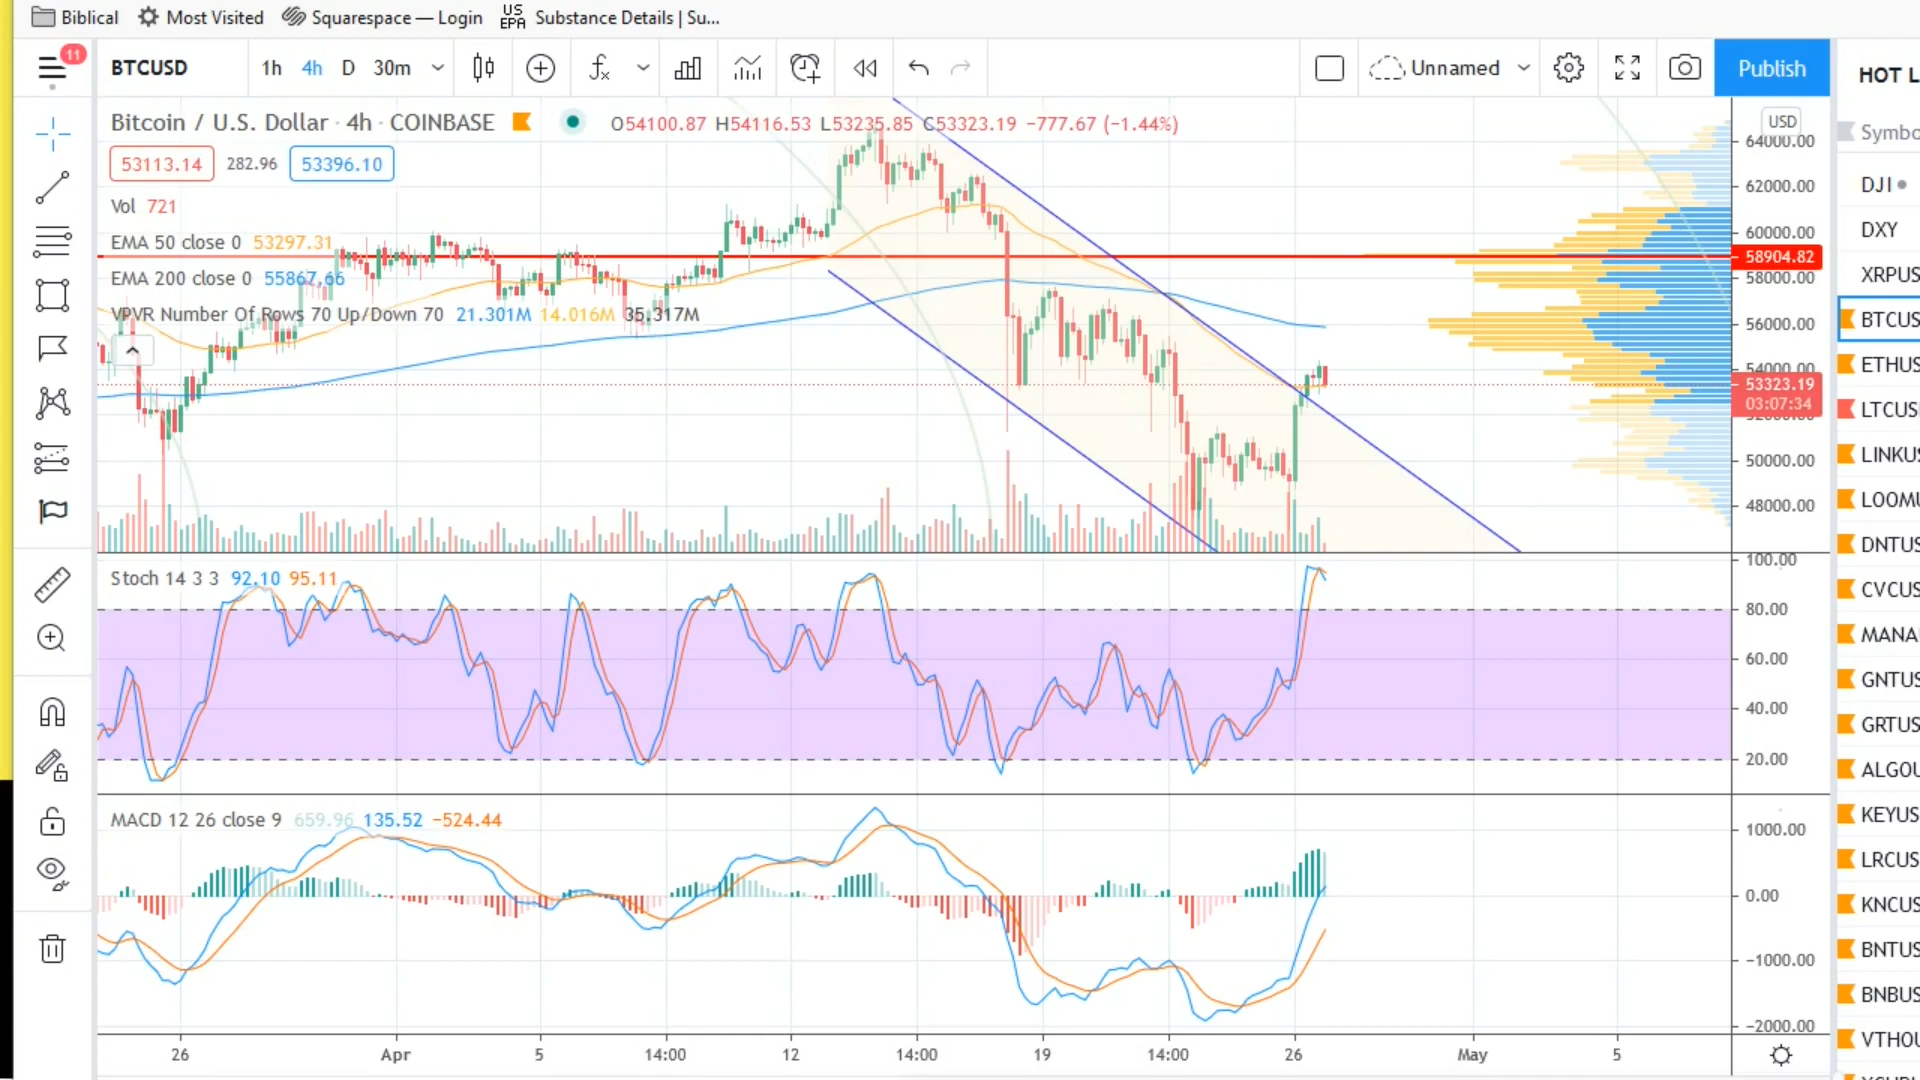 Biblical Most Visited Squarespace — Login US EPA Substance Details | Su...
11
BTCUSD 1h 4h D 30m Unnamed Publish HOT L
Bitcoin / U.S. Dollar · 4h · COINBASE O54100.87 H54116.53 L53235.85 C53323.19 −777.67 (−1.44%) USD
53113.14 282.96 53396.10
Vol 721
EMA 50 close 0 53297.31
EMA 200 close 0 55867.66
VPVR Number Of Rows 70 Up/Down 70 21.301M 14.016M 35.317M
64000.00
62000.00
60000.00
58904.82
58000.00
56000.00
54000.00
53323.19
03:07:34
52000.00
50000.00
48000.00
Stoch 14 3 3 92.10 95.11
100.00
80.00
60.00
40.00
20.00
MACD 12 26 close 9 659.96 135.52 −524.44
1000.00
0.00
−1000.00
−2000.00
26 Apr 5 14:00 12 14:00 19 14:00 26 May 5
Symbo
DJI
DXY
XRPUS
BTCUS
ETHUS
LTCUS
LINKUS
LOOMU
DNTUS
CVCUS
MANA
GNTUS
GRTUS
ALGOU
KEYUS
LRCUS
KNCUS
BNTUS
BNBUS
VTHOU